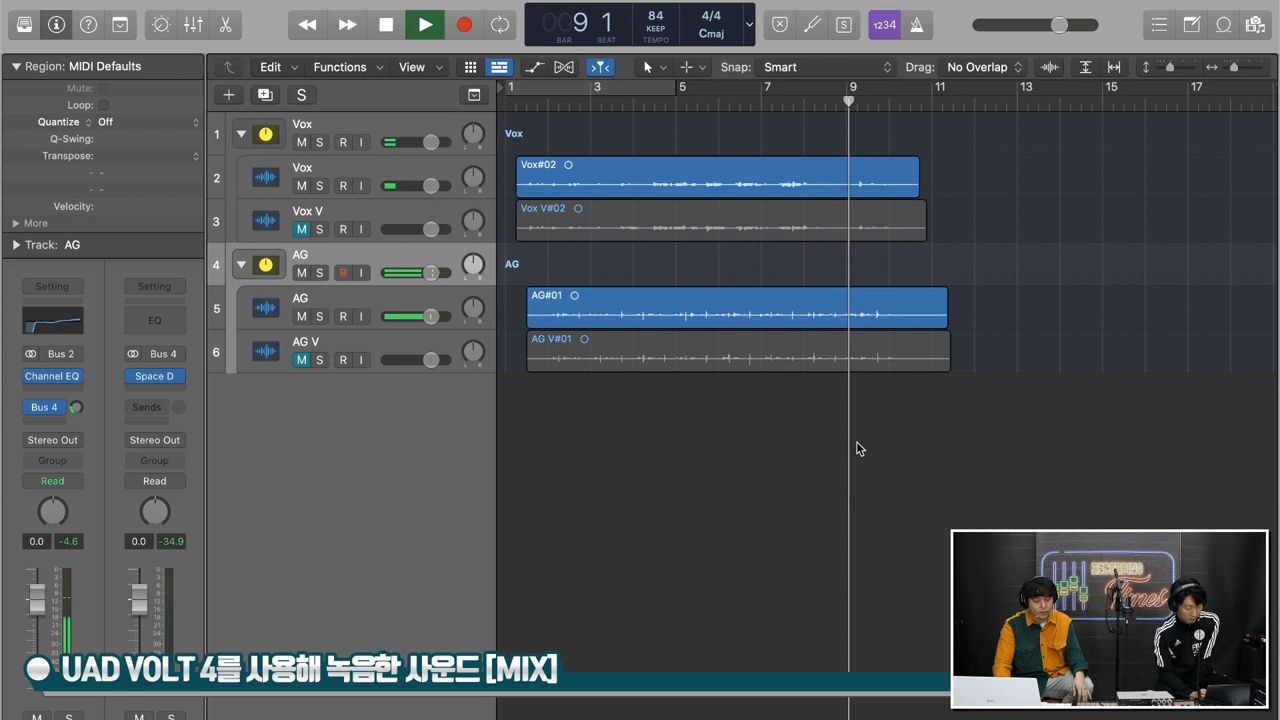 9 1
BAR BEAT
84
KEEP
TEMPO
4/4
Cmaj
1234
Region: MIDI Defaults
Mute:
Loop:
Quantize Off
Q-Swing:
Transpose:
Velocity:
More
Track: AG
Edit Functions View Snap: Smart Drag: No Overlap
S
1 3 5 7 9 11 13 15 17
1 Vox
M S R I
Vox
2 Vox
M S R I
Vox#02
3 Vox V
M S R I
Vox V#02
4 AG
M S R I
AG
5 AG
M S R I
AG#01
6 AG V
M S R I
AG V#01
Setting Setting
EQ
Bus 2 Bus 4
Channel EQ Space D
Bus 4 Sends
Stereo Out Stereo Out
Group Group
Read Read
0.0 -4.6 0.0 -34.9
M S M S
RECORDING
Times
UAD VOLT 4를 사용해 녹음한 사운드 [MIX]